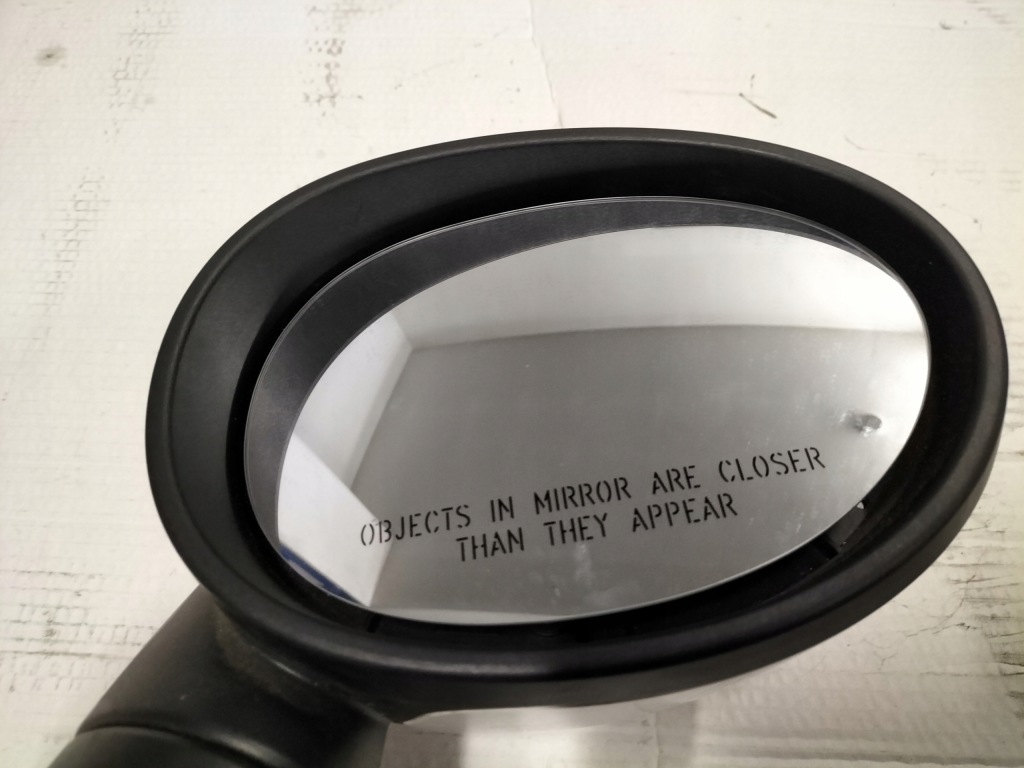 OBJECTS IN MIRROR ARE CLOSER
THAN THEY APPEAR